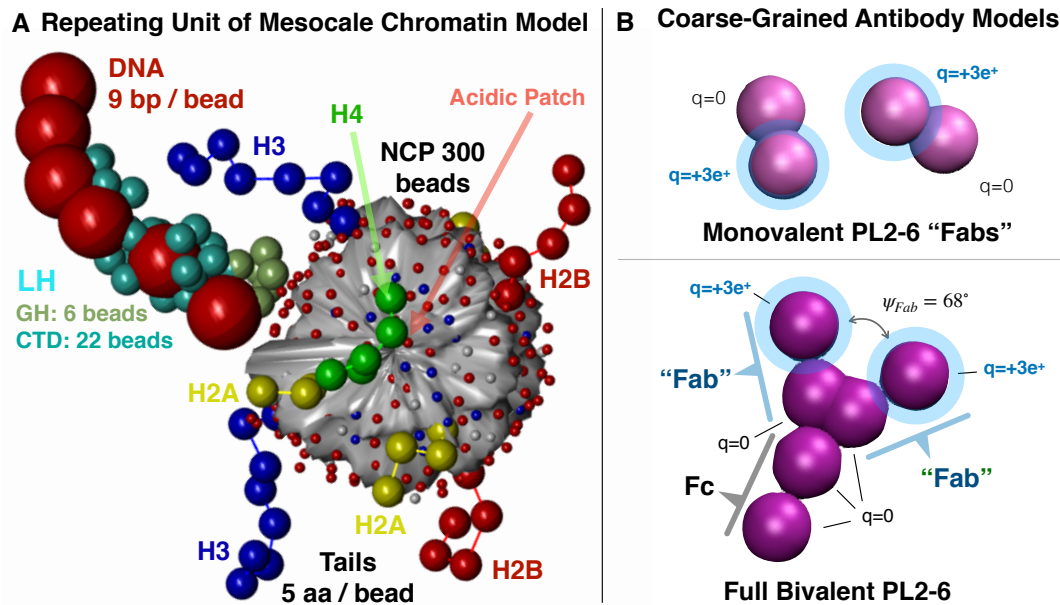 A Repeating Unit of Mesocale Chromatin Model
DNA
9 bp / bead
H3
H4
Acidic Patch
NCP 300
beads
H2B
LH
GH: 6 beads
CTD: 22 beads
H2A
H2A
H3
Tails
5 aa / bead
H2B
B Coarse-Grained Antibody Models
q=0
q=+3e⁺
q=+3e⁺
q=0
Monovalent PL2-6 “Fabs”
q=+3e⁺
ψFab = 68°
“Fab”
q=+3e⁺
q=0
“Fab”
Fc
q=0
Full Bivalent PL2-6